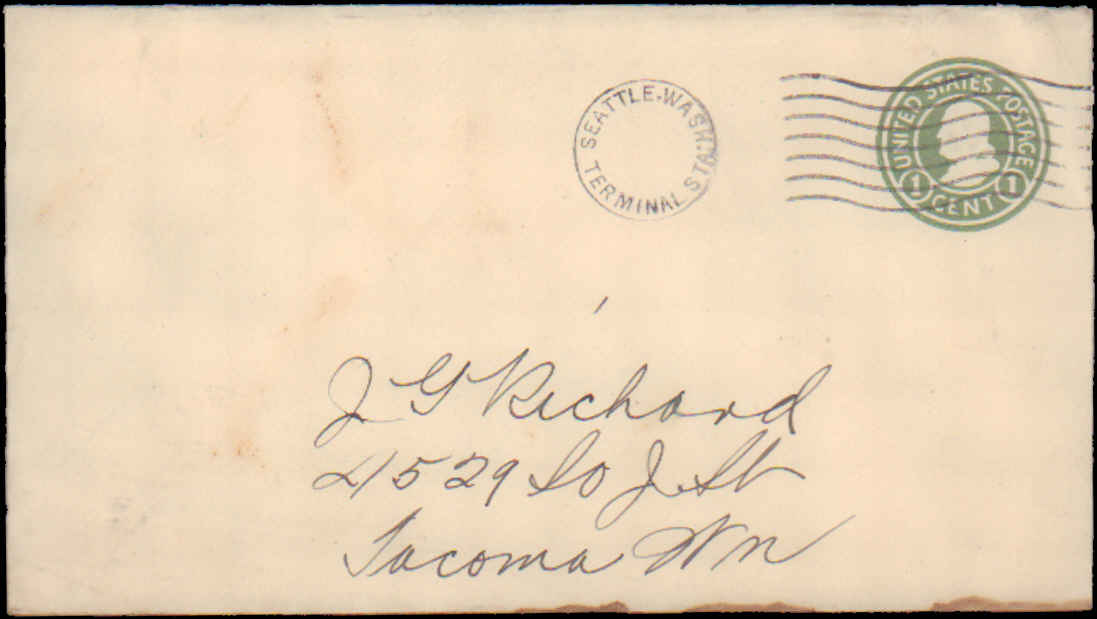 SEATTLE, WASH.
TERMINAL STA.
UNITED STATES POSTAGE
1 CENT 1
J G Richard
4529 So J St
Tacoma Wn